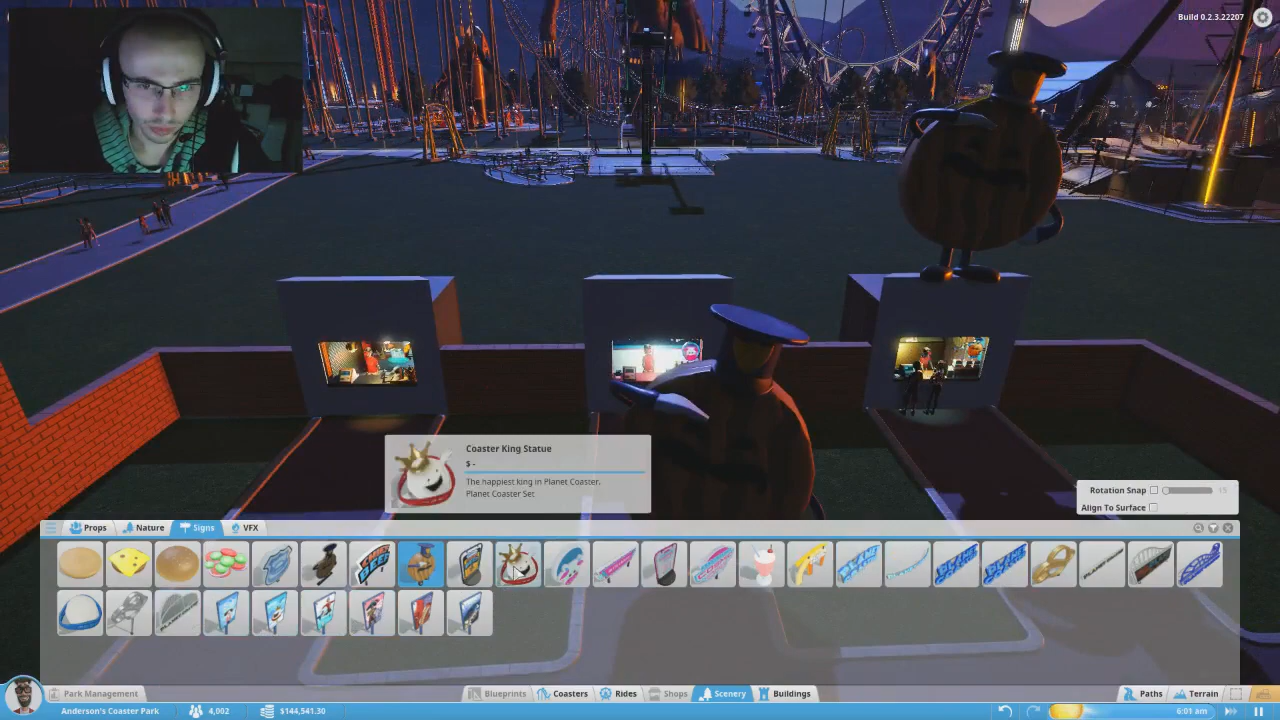 Build 0.2.3.22207
Coaster King Statue
$ -
The happiest king in Planet Coaster.
Planet Coaster Set
Rotation Snap
15
Align To Surface
Props
Nature
Signs
VFX
Park Management
Blueprints
Coasters
Rides
Shops
Scenery
Buildings
Paths
Terrain
Anderson's Coaster Park
4,002
$144,541.30
6:01 am